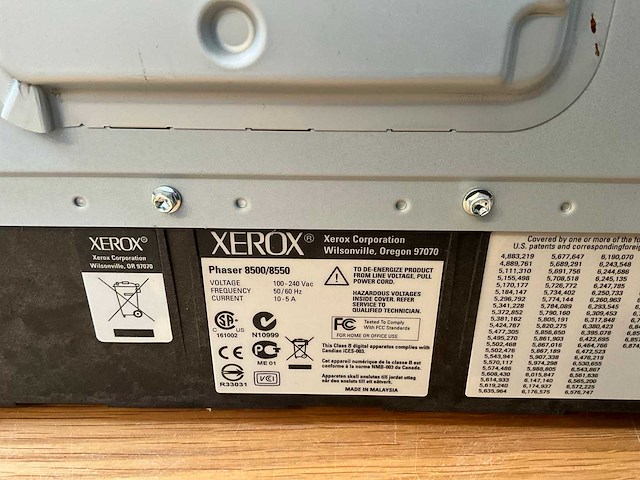 XEROX®
Xerox Corporation
Wilsonville, OR 97070
XEROX®
Xerox Corporation
Wilsonville, Oregon 97070
Phaser 8500/8550
VOLTAGE 100 - 240 Vac
FREQUENCY 50 / 60 Hz
CURRENT 10 - 5 A
TO DE-ENERGIZE PRODUCT
FROM LINE VOLTAGE, PULL
POWER CORD.
HAZARDOUS VOLTAGES
INSIDE COVER. REFER
SERVICE TO
QUALIFIED TECHNICIAN.
161002
N10999
FC
Tested To Comply
With FCC Standards
FOR HOME OR OFFICE USE
CE
ME 01
R33031
VCI
This Class B digital apparatus complies with
Candian ICES-003.
Cet appareil numérique de la classe B est
conforme à la norme NMB-003 du Canada.
Apparaten skall anslutas till jordat uttag
när den ansluts till ett nätverk.
MADE IN MALAYSIA
Covered by one or more of the fo
U.S. patents and correspondingforeig
4,883,219 5,677,647 6,190,070
4,889,761 5,689,291 6,243,548
5,111,310 5,691,756 6,244,686
5,155,498 5,708,518 6,245,135
5,170,177 5,726,772 6,247,785
5,184,147 5,734,402 6,250,733
5,296,792 5,774,144 6,260,963
5,341,228 5,784,089 6,293,545
5,372,852 5,790,160 6,309,453
5,381,162 5,805,191 6,317,848
5,424,767 5,820,275 6,380,423
5,477,305 5,856,650 6,395,078
5,495,270 5,861,903 6,422,695
5,502,468 5,867,016 6,464,766
5,502,476 5,867,189 6,472,523
5,543,941 5,907,338 6,476,219
5,570,117 5,974,298 6,530,655
5,574,486 5,988,805 6,543,867
5,608,430 6,015,847 6,561,636
5,614,933 6,147,140 6,565,200
5,619,240 6,174,937 6,572,225
5,635,964 6,176,575 6,576,747